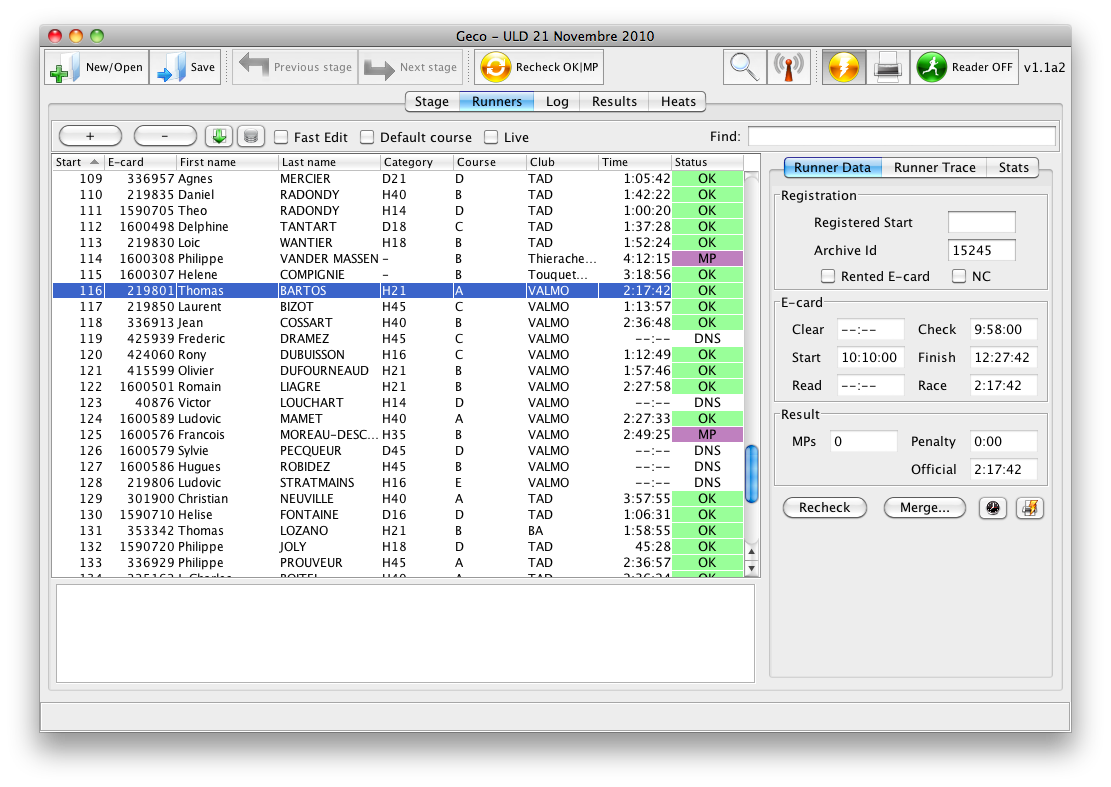 Geco - ULD 21 Novembre 2010
New/Open Save Previous stage Next stage Recheck OK|MP Reader OFF v1.1a2
Stage Runners Log Results Heats
+ - Fast Edit Default course Live Find:
Start E-card First name Last name Category Course Club Time Status
109 336957 Agnes MERCIER D21 D TAD 1:05:42 OK
110 219835 Daniel RADONDY H40 B TAD 1:42:22 OK
111 1590705 Theo RADONDY H14 D TAD 1:00:20 OK
112 1600498 Delphine TANTART D18 C TAD 1:37:28 OK
113 219830 Loic WANTIER H18 B TAD 1:52:24 OK
114 1600308 Philippe VANDER MASSEN - B Thierache... 4:12:15 MP
115 1600307 Helene COMPIGNIE - B Touquet... 3:18:56 OK
116 219801 Thomas BARTOS H21 A VALMO 2:17:42 OK
117 219850 Laurent BIZOT H45 C VALMO 1:13:57 OK
118 336913 Jean COSSART H40 B VALMO 2:36:48 OK
119 425939 Frederic DRAMEZ H45 C VALMO --:-- DNS
120 424060 Rony DUBUISSON H16 C VALMO 1:12:49 OK
121 415599 Olivier DUFOURNEAUD H21 B VALMO 1:57:46 OK
122 1600501 Romain LIAGRE H21 B VALMO 2:27:58 OK
123 40876 Victor LOUCHART H14 D VALMO --:-- DNS
124 1600589 Ludovic MAMET H40 A VALMO 2:27:33 OK
125 1600576 Francois MOREAU-DESC... H35 B VALMO 2:49:25 MP
126 1600579 Sylvie PECQUEUR D45 D VALMO --:-- DNS
127 1600586 Hugues ROBIDEZ H45 B VALMO --:-- DNS
128 219806 Ludovic STRATMAINS H16 E VALMO --:-- DNS
129 301900 Christian NEUVILLE H40 A TAD 3:57:55 OK
130 1590710 Helise FONTAINE D16 D TAD 1:06:31 OK
131 353342 Thomas LOZANO H21 B BA 1:58:55 OK
132 1590720 Philippe JOLY H18 D TAD 45:28 OK
133 336929 Philippe PROUVEUR H45 A TAD 2:36:57 OK
Runner Data Runner Trace Stats
Registration
Registered Start
Archive Id 15245
Rented E-card NC
E-card
Clear --:-- Check 9:58:00
Start 10:10:00 Finish 12:27:42
Read --:-- Race 2:17:42
Result
MPs 0 Penalty 0:00
Official 2:17:42
Recheck Merge...